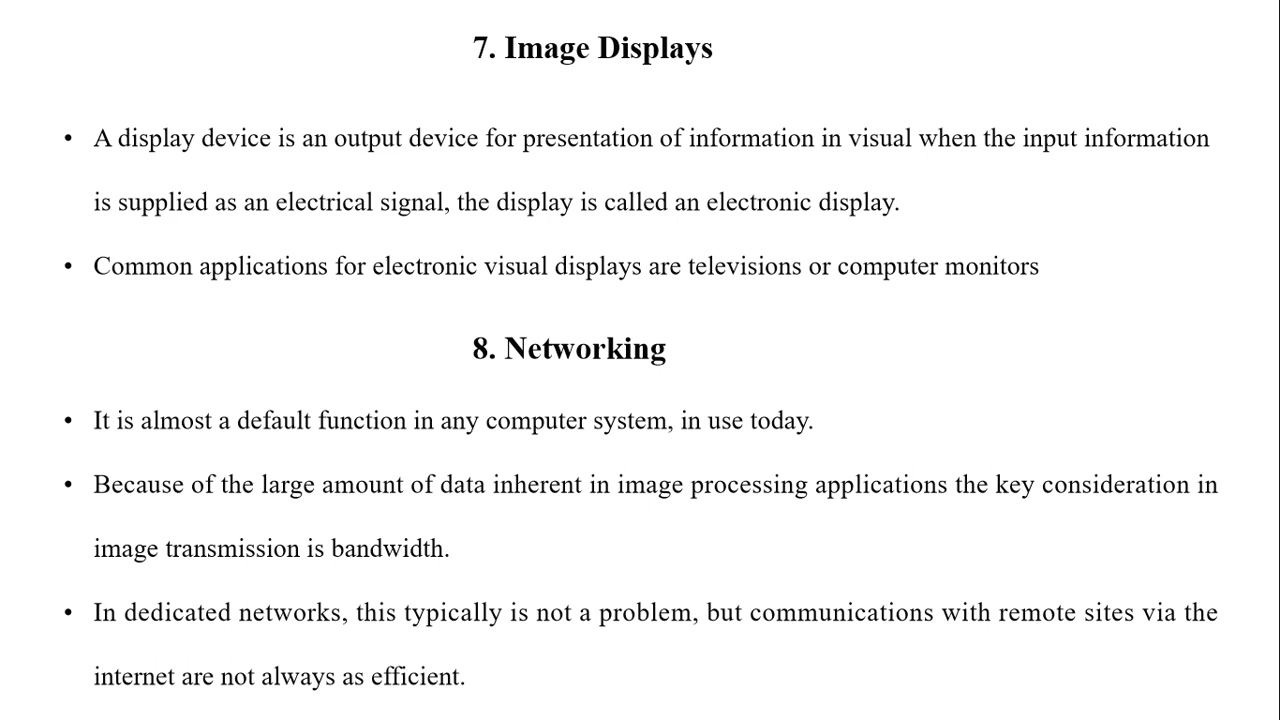 7. Image Displays
• A display device is an output device for presentation of information in visual when the input information
is supplied as an electrical signal, the display is called an electronic display.
• Common applications for electronic visual displays are televisions or computer monitors
8. Networking
• It is almost a default function in any computer system, in use today.
• Because of the large amount of data inherent in image processing applications the key consideration in
image transmission is bandwidth.
• In dedicated networks, this typically is not a problem, but communications with remote sites via the
internet are not always as efficient.